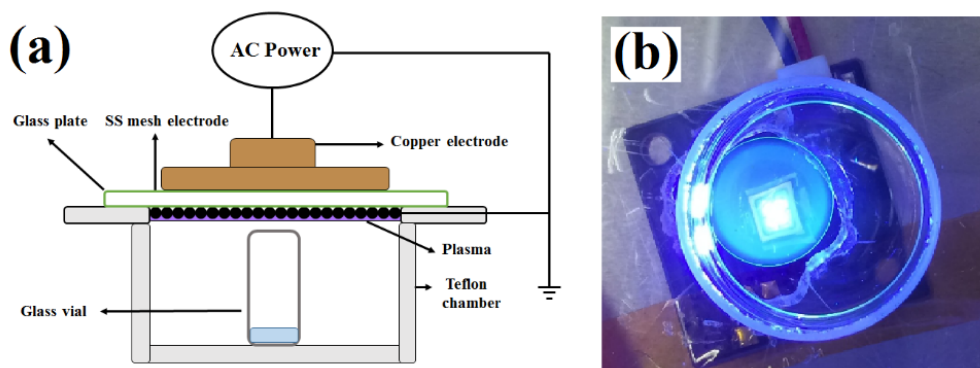 (a)
AC Power
(b)
Glass plate
SS mesh electrode
Copper electrode
Plasma
Teflon
chamber
Glass vial